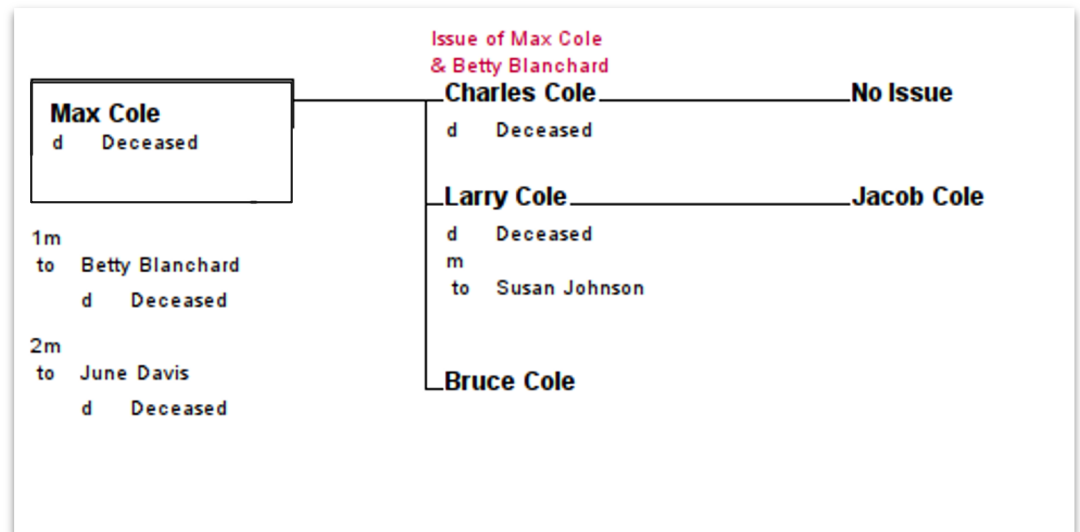 Issue of Max Cole
& Betty Blanchard
Max Cole
d Deceased
1m
to Betty Blanchard
d Deceased
2m
to June Davis
d Deceased
Charles Cole
d Deceased
No Issue
Larry Cole
d Deceased
m
to Susan Johnson
Jacob Cole
Bruce Cole